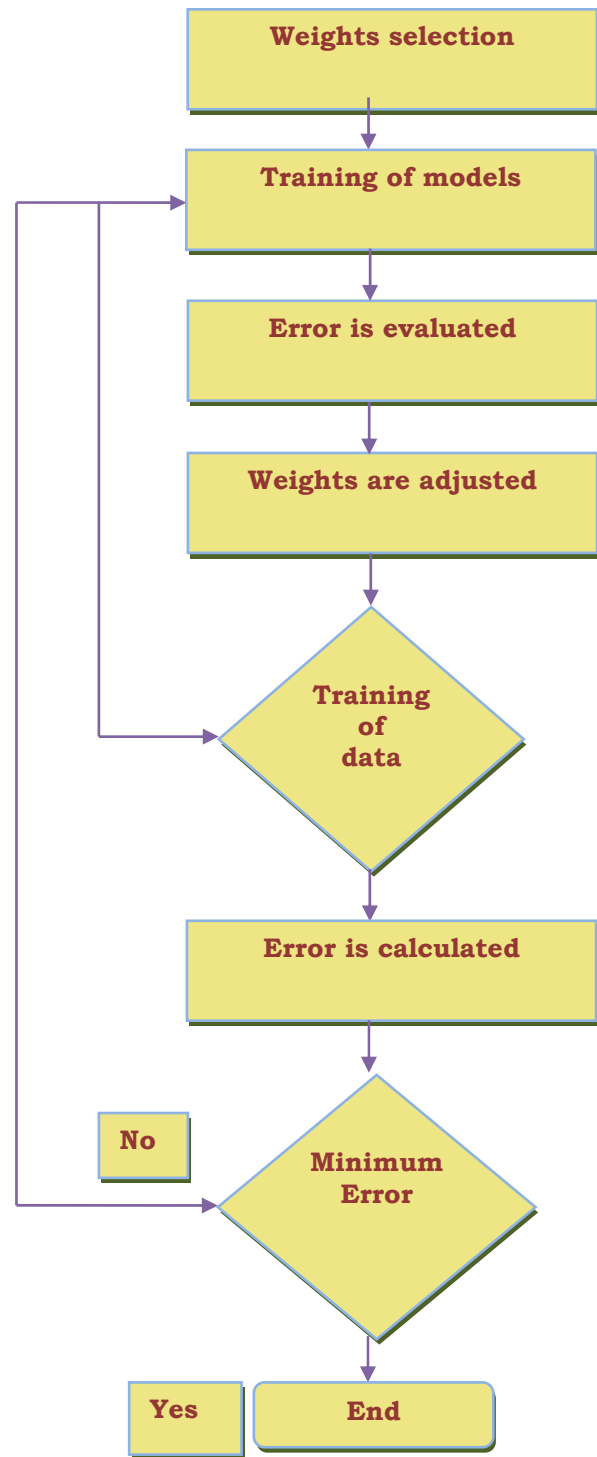 Weights selection
Training of models
Error is evaluated
Weights are adjusted
Training
of
data
Error is calculated
No
Minimum
Error
Yes
End